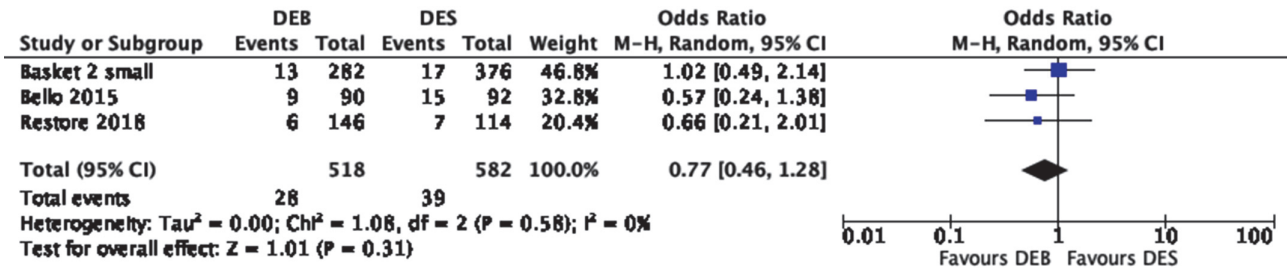 DEB DES Odds Ratio Odds Ratio
Study or Subgroup Events Total Events Total Weight M-H, Random, 95% CI M-H, Random, 95% CI
Basket 2 small 13 282 17 376 46.8% 1.02 [0.49, 2.14]
Bello 2015 9 90 15 92 32.8% 0.57 [0.24, 1.38]
Restore 2018 6 146 7 114 20.4% 0.66 [0.21, 2.01]
Total (95% CI) 518 582 100.0% 0.77 [0.46, 1.28]
Total events 28 39
Heterogeneity: Tau² = 0.00; Chi² = 1.08, df = 2 (P = 0.58); I² = 0%
Test for overall effect: Z = 1.01 (P = 0.31)
0.01 0.1 1 10 100
Favours DEB Favours DES